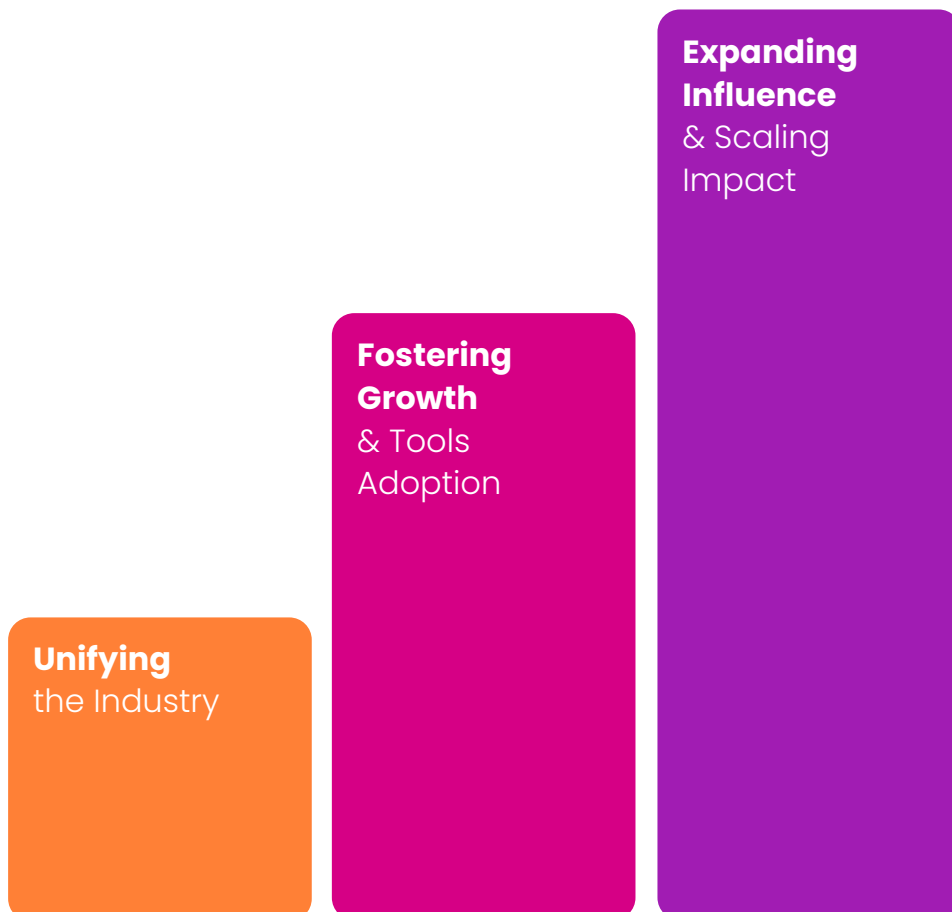 Unifying
the Industry
Fostering
Growth
& Tools
Adoption
Expanding
Influence
& Scaling
Impact